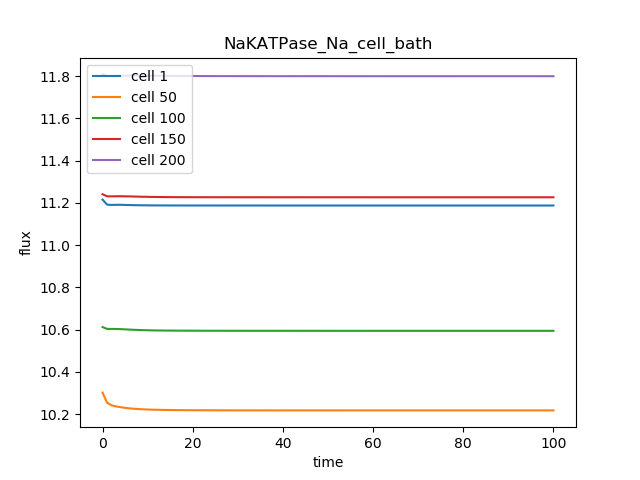 NaKATPase_Na_cell_bath
11.8
11.6
11.4
11.2
11.0
10.8
10.6
10.4
10.2
flux
cell 1
cell 50
cell 100
cell 150
cell 200
0
20
40
60
80
100
time